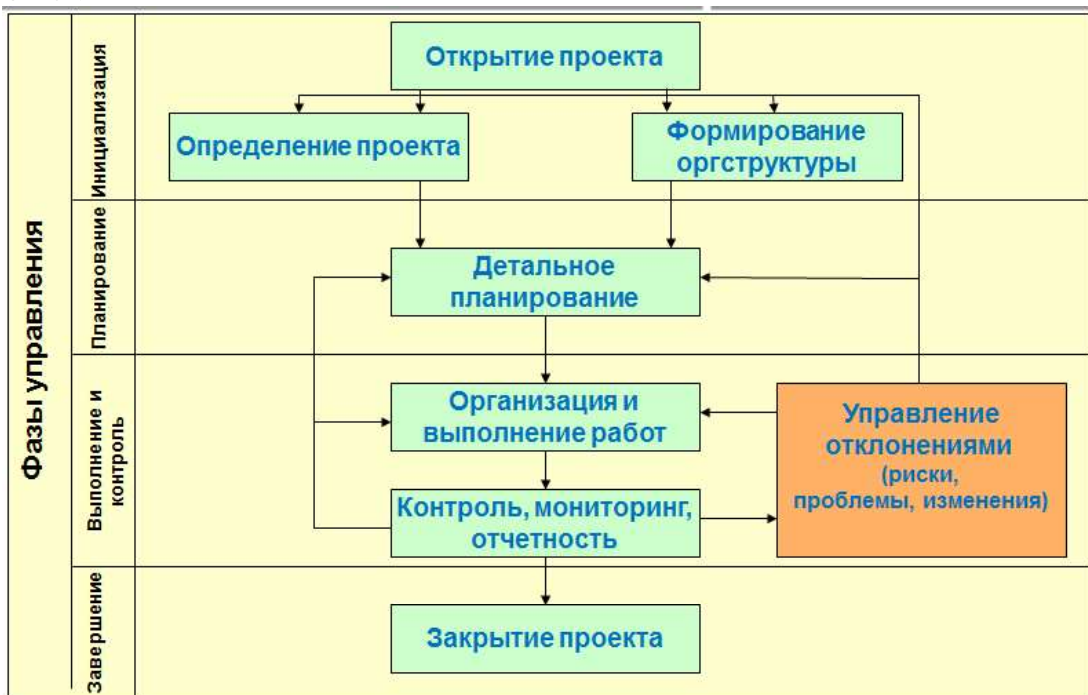 Фазы управления
Инициализация
Открытие проекта
Определение проекта
Формирование
оргструктуры
Планирование
Детальное
планирование
Выполнение и
контроль
Организация и
выполнение работ
Управление
отклонениями
(риски,
проблемы, изменения)
Контроль, мониторинг,
отчетность
Завершение
Закрытие проекта